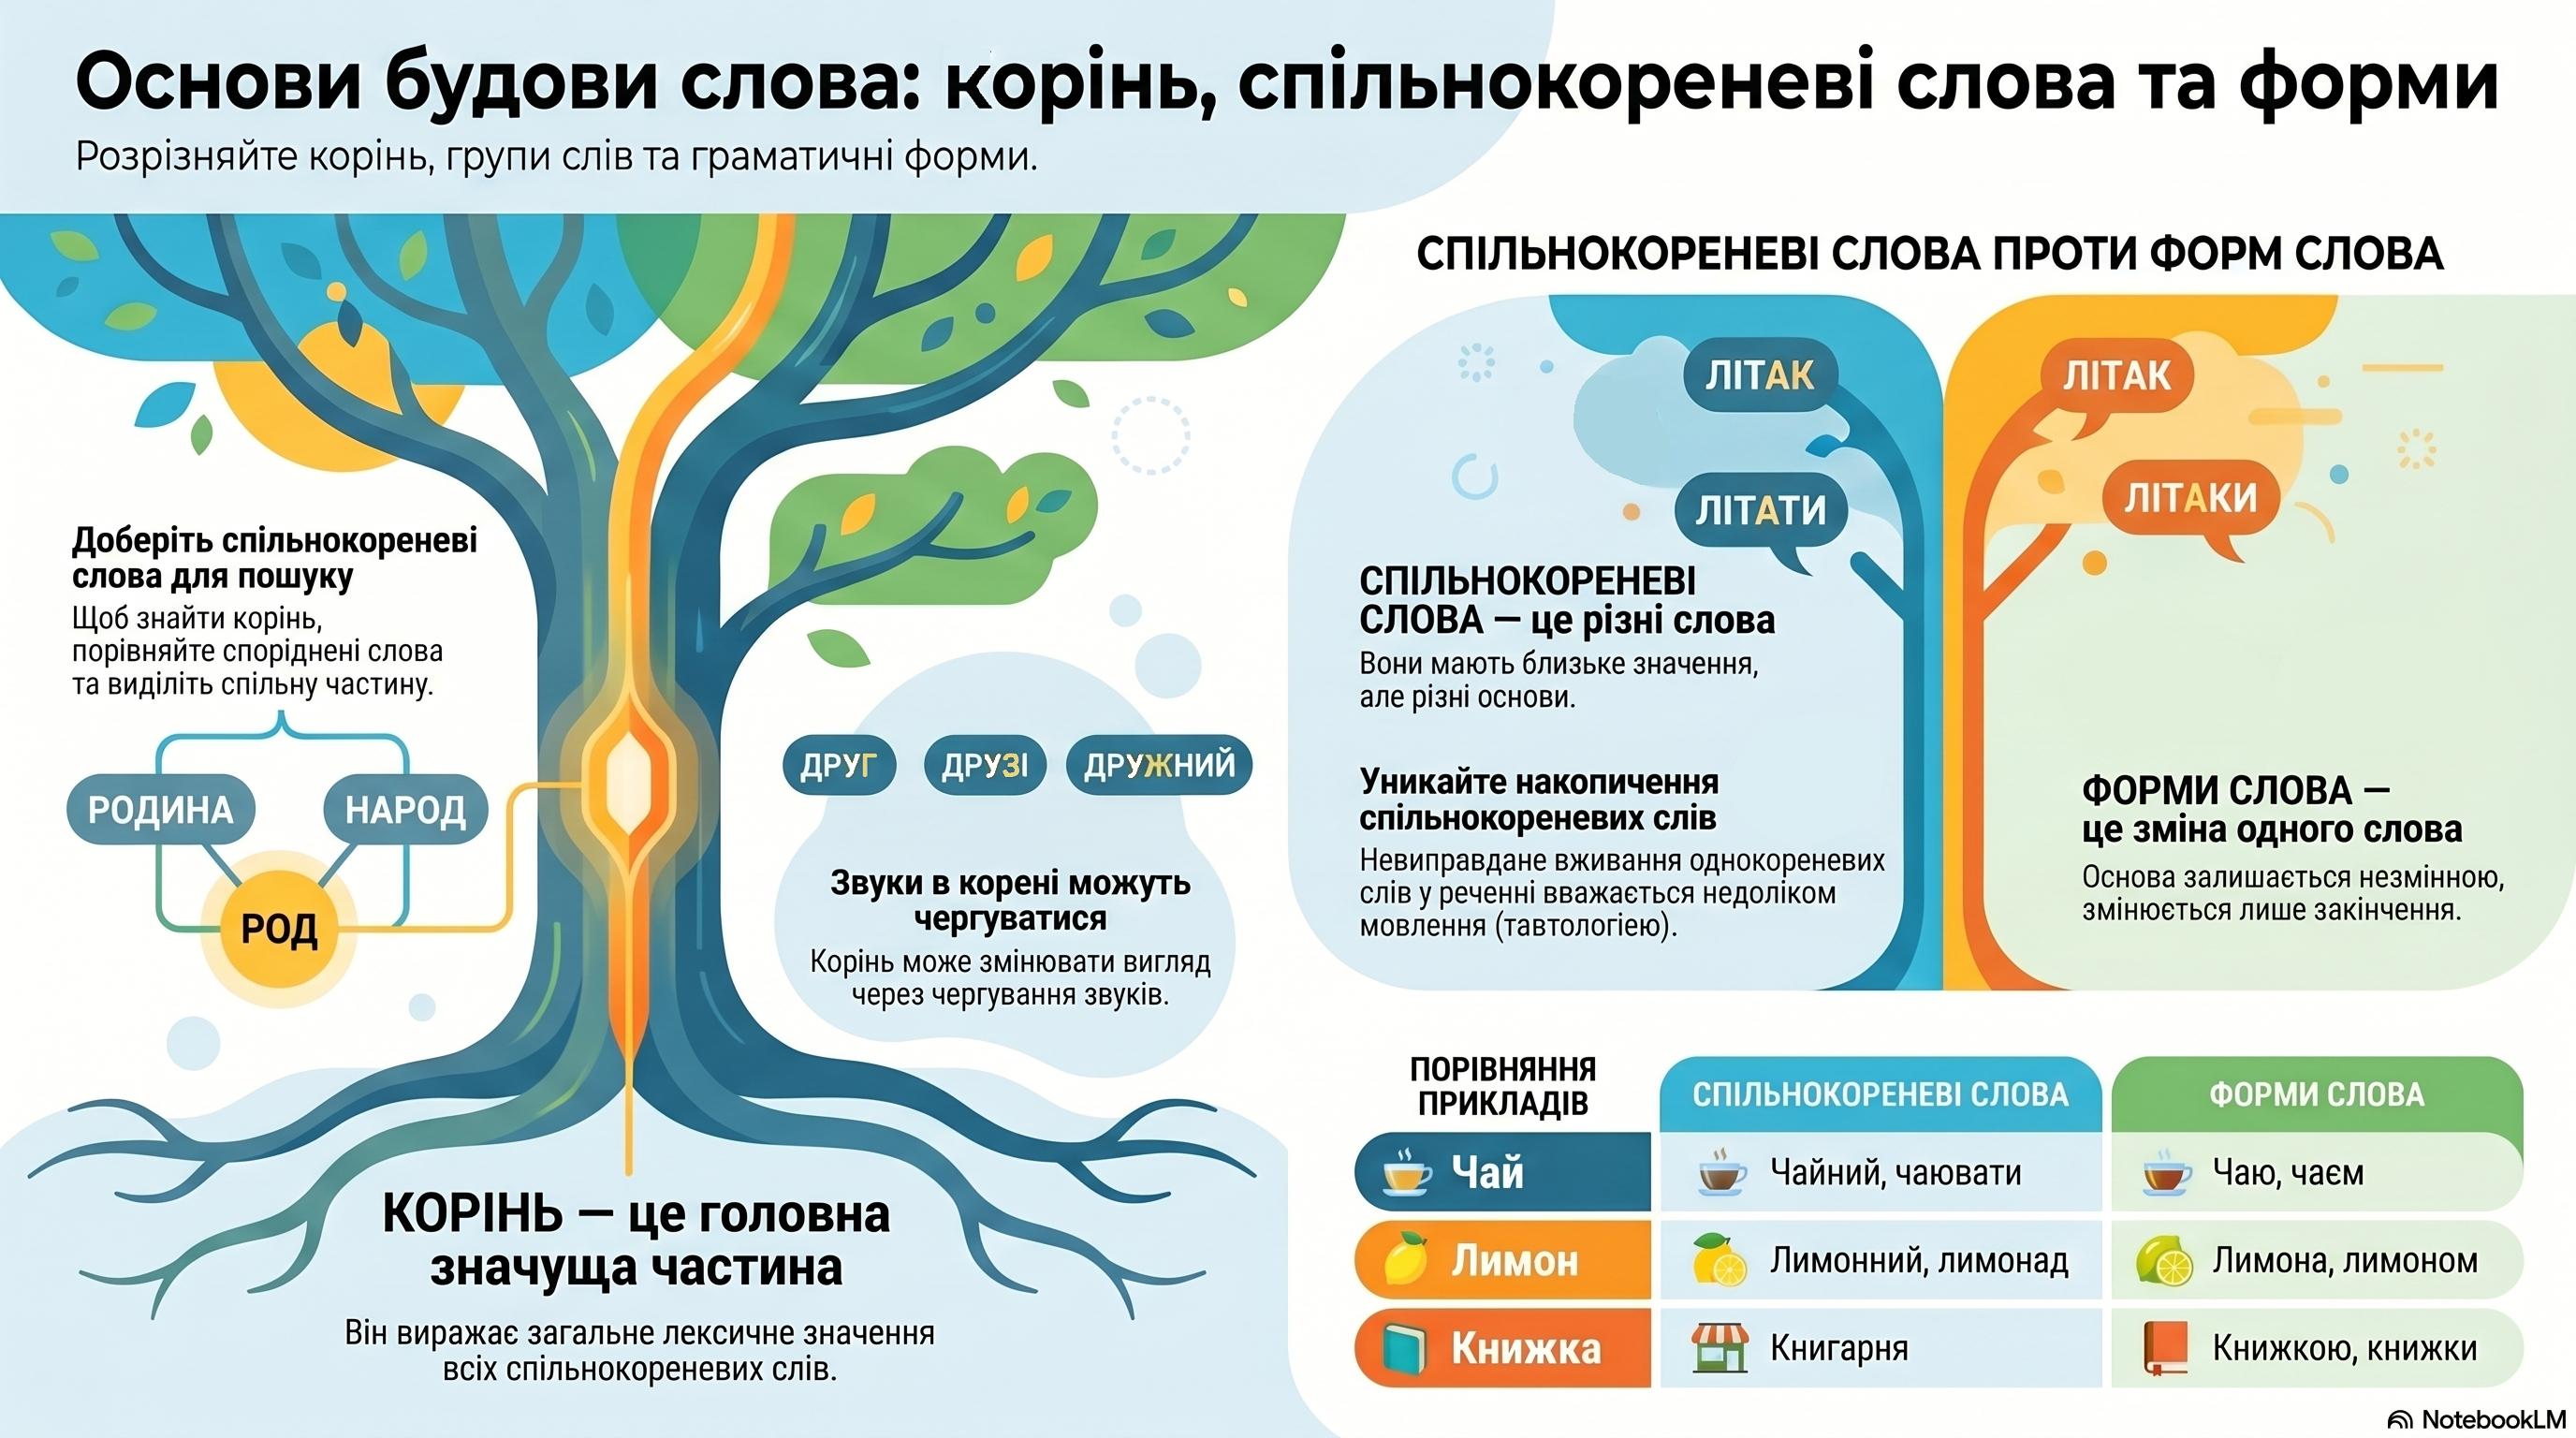 Основи будови слова: корінь, спільнокореневі слова та форми
Розрізняйте корінь, групи слів та граматичні форми.
Доберіть спільнокореневі
слова для пошуку
Щоб знайти корінь,
порівняйте споріднені слова
та виділіть спільну частину.
РОДИНА
НАРОД
РОД
ДРУГ
ДРУЗІ
ДРУЖНИЙ
Звуки в корені можуть
чергуватися
Корінь може змінювати вигляд
через чергування звуків.
КОРІНЬ — це головна
значуща частина
Він виражає загальне лексичне значення
всіх спільнокореневих слів.
СПІЛЬНОКОРЕНЕВІ СЛОВА ПРОТИ ФОРМ СЛОВА
ЛІТАК
ЛІТАТИ
СПІЛЬНОКОРЕНЕВІ
СЛОВА — це різні слова
Вони мають близьке значення,
але різні основи.
Уникайте накопичення
спільнокореневих слів
Невиправдане вживання однокореневих
слів у реченні вважається недоліком
мовлення (тавтологією).
ЛІТАК
ЛІТАКИ
ФОРМИ СЛОВА —
це зміна одного слова
Основа залишається незмінною,
змінюється лише закінчення.
ПОРІВНЯННЯ
ПРИКЛАДІВ
СПІЛЬНОКОРЕНЕВІ СЛОВА
ФОРМИ СЛОВА
Чай
Чайний, чаювати
Чаю, чаєм
Лимон
Лимонний, лимонад
Лимона, лимоном
Книжка
Книгарня
Книжкою, книжки
NotebookLM